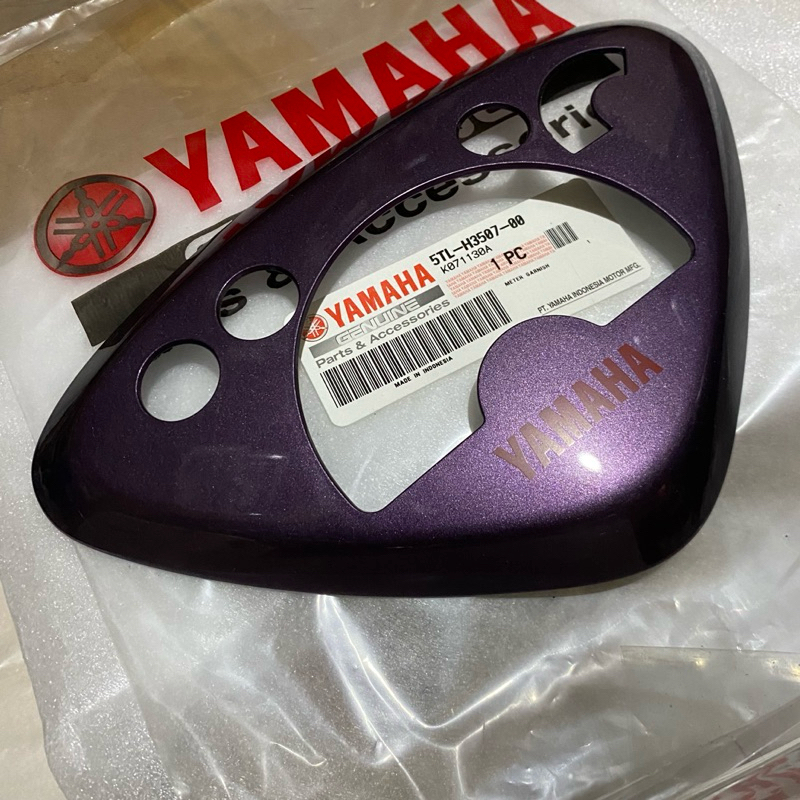 YAMAHA
& Accessories
5TL-H3507-00
K071130A
1 PC
METER GARNISH
YAMAHA
GENUINE
Parts & Accessories
MADE IN INDONESIA
PT. YAMAHA INDONESIA MOTOR MFG.
YAMAHA